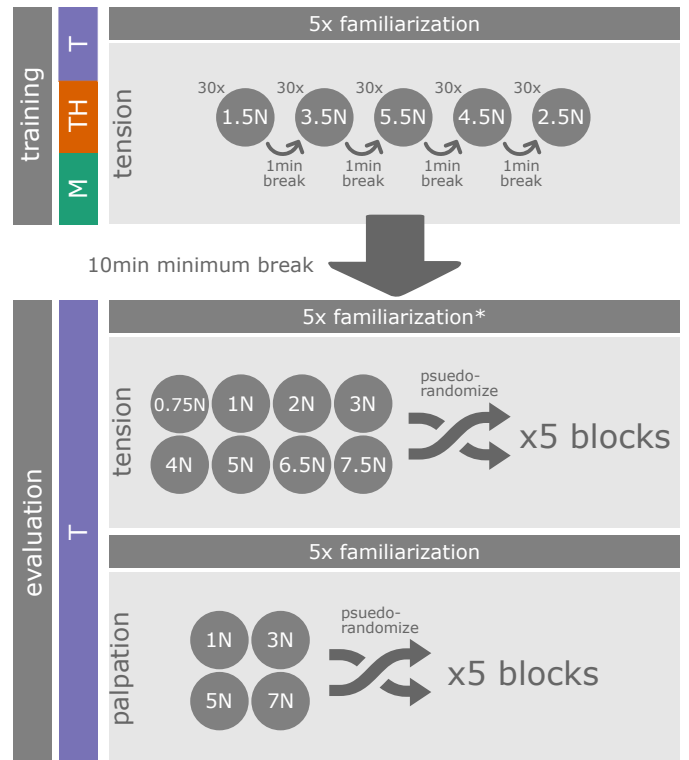 training
T
TH
M
5x familiarization
tension
30x 30x 30x 30x 30x
1.5N 3.5N 5.5N 4.5N 2.5N
1min break 1min break 1min break 1min break
10min minimum break
evaluation
T
5x familiarization*
tension
0.75N 1N 2N 3N
4N 5N 6.5N 7.5N
psuedo-
randomize
x5 blocks
5x familiarization
palpation
1N 3N
5N 7N
psuedo-
randomize
x5 blocks